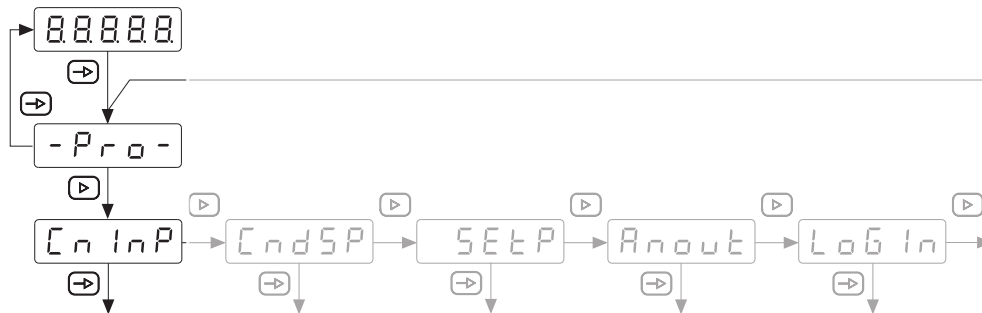 8.8.8.8.8.
-Pro-
CnInP
CndSP
SEtP
Anout
LoGIn